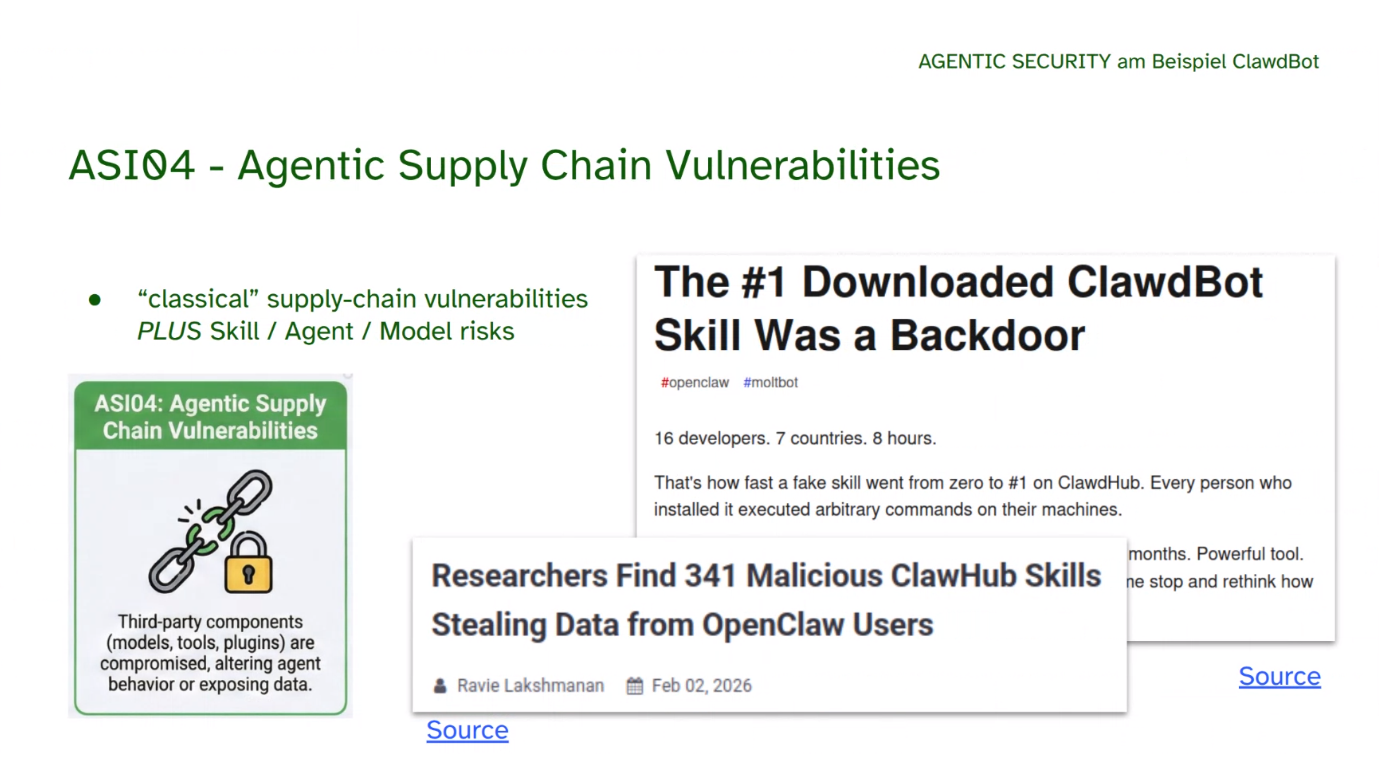 AGENTIC SECURITY am Beispiel ClawdBot
ASI04 - Agentic Supply Chain Vulnerabilities
● “classical” supply-chain vulnerabilities
PLUS Skill / Agent / Model risks
ASI04: Agentic Supply
Chain Vulnerabilities
Third-party components
(models, tools, plugins) are
compromised, altering agent
behavior or exposing data.
The #1 Downloaded ClawdBot
Skill Was a Backdoor
#openclaw #moltbot
16 developers. 7 countries. 8 hours.
That's how fast a fake skill went from zero to #1 on ClawdHub. Every person who
installed it executed arbitrary commands on their machines.
months. Powerful tool.
stop and rethink how
Source
Researchers Find 341 Malicious ClawHub Skills
Stealing Data from OpenClaw Users
Ravie Lakshmanan Feb 02, 2026
Source